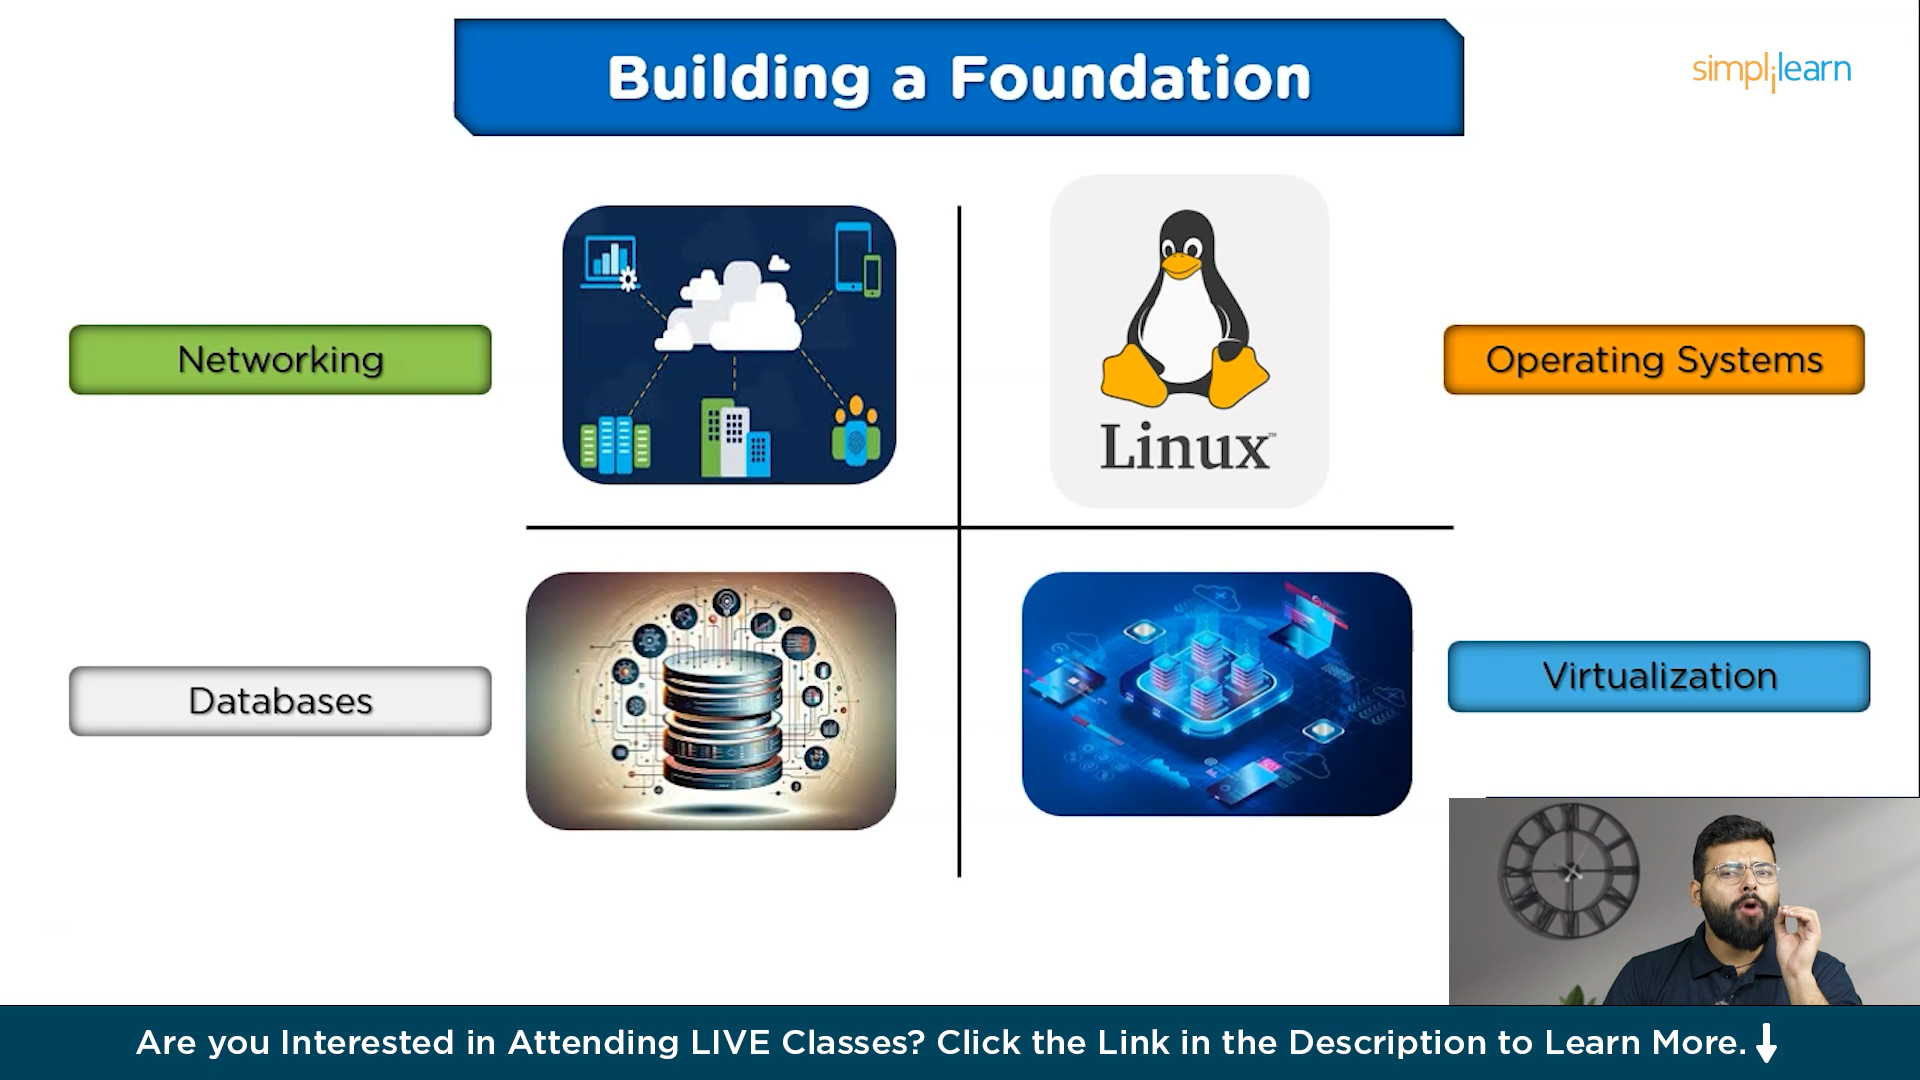 Building a Foundation
simplilearn
Networking
Linux™
Operating Systems
Databases
Virtualization
Are you Interested in Attending LIVE Classes? Click the Link in the Description to Learn More.